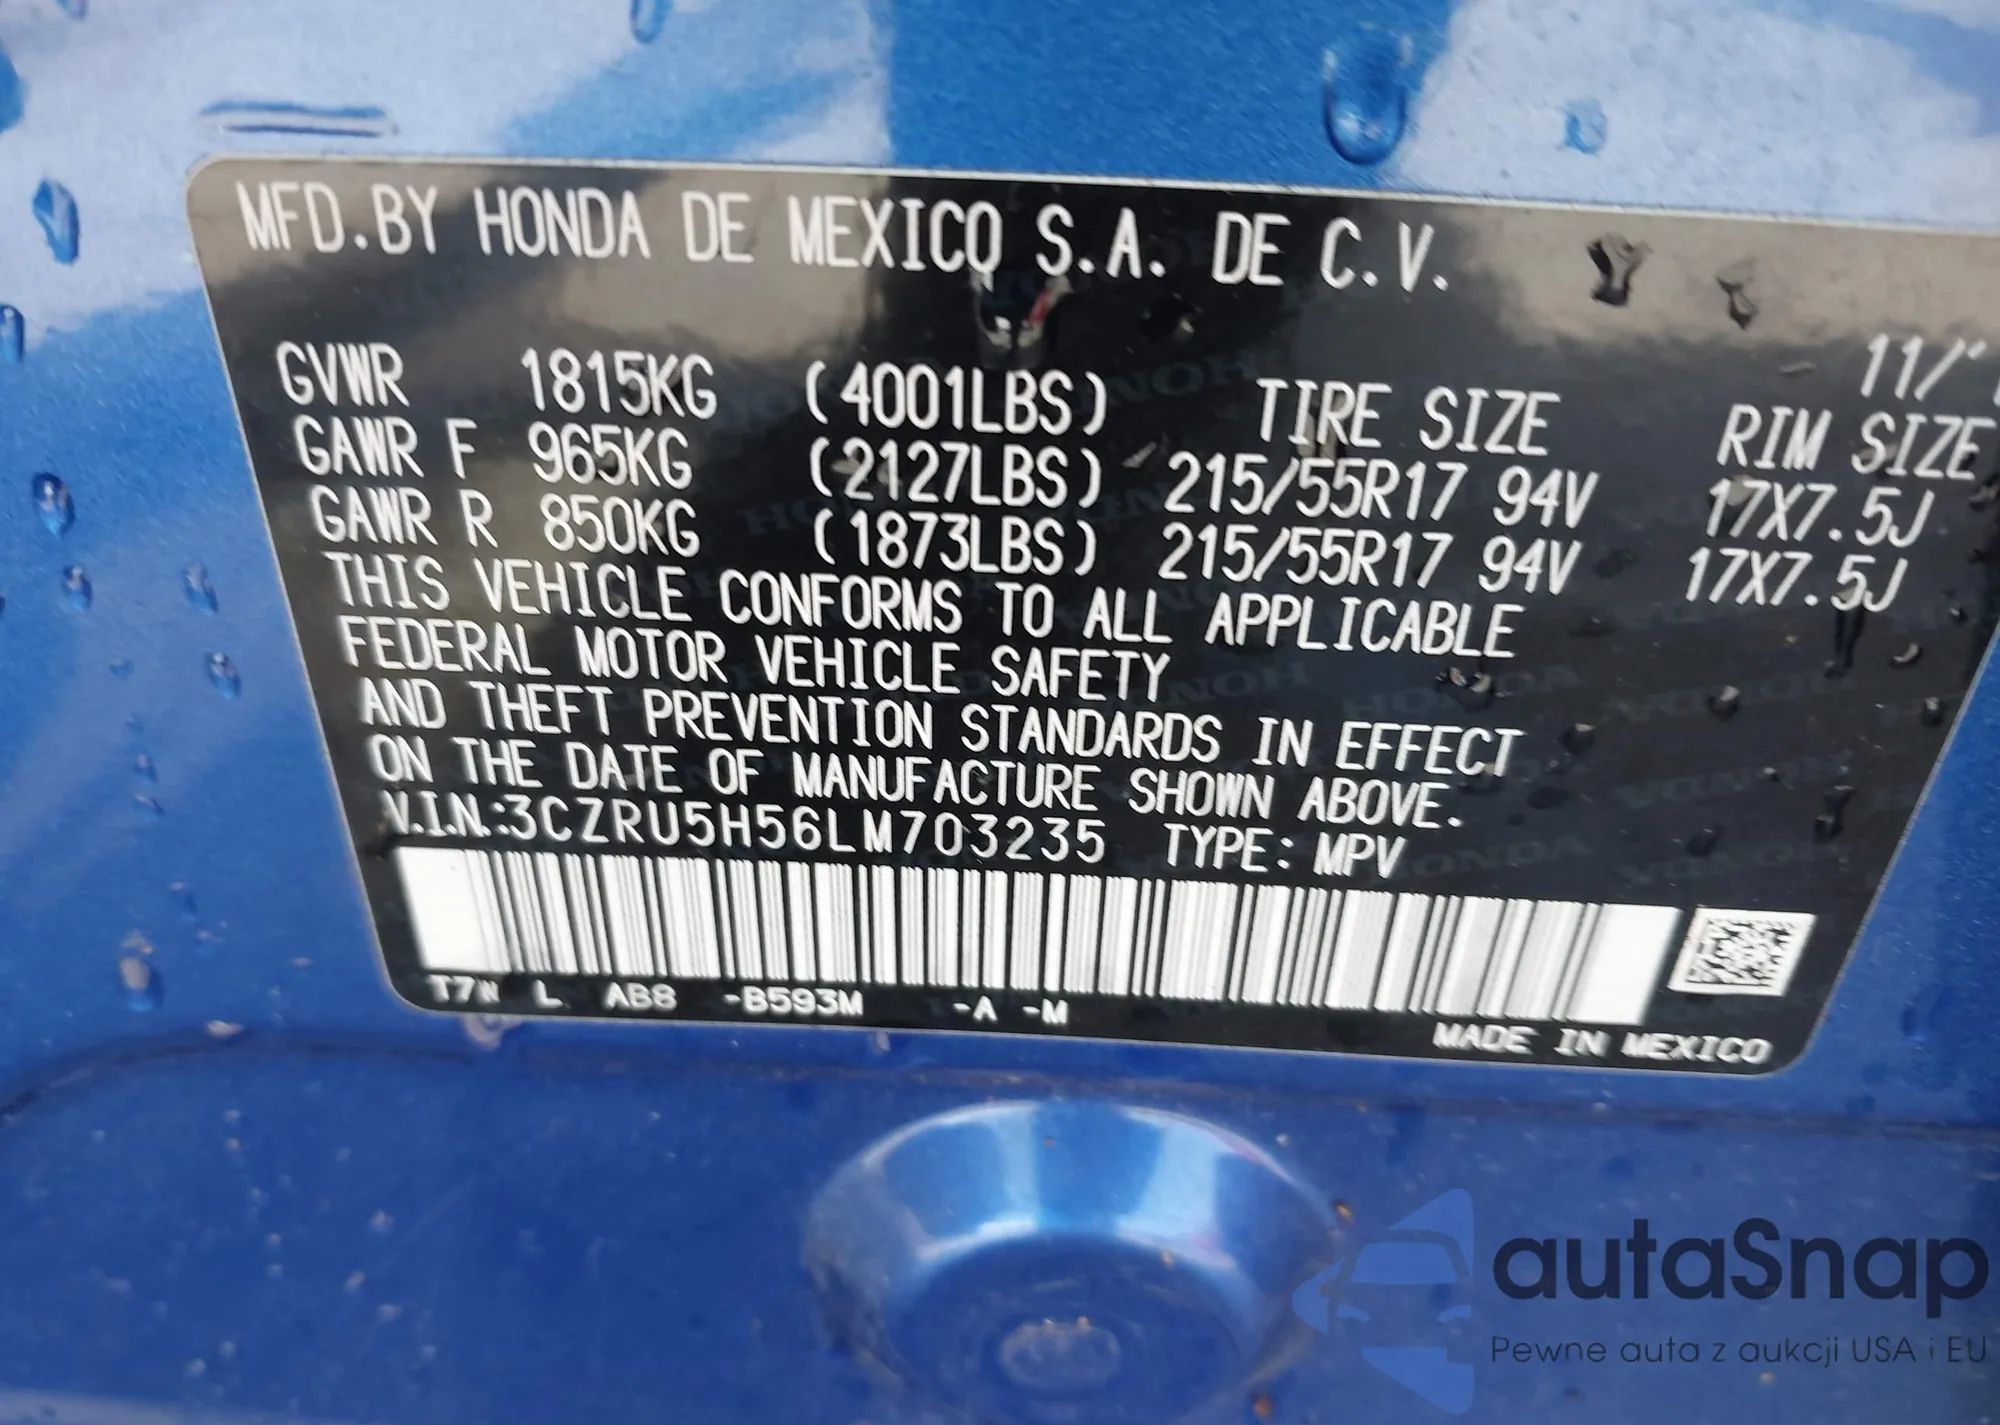 MFD.BY HONDA DE MEXICO S.A. DE C.V.
11/
GVWR 1815KG (4001LBS) TIRE SIZE RIM SIZE
GAWR F 965KG (2127LBS) 215/55R17 94V 17X7.5J
GAWR R 850KG (1873LBS) 215/55R17 94V 17X7.5J
THIS VEHICLE CONFORMS TO ALL APPLICABLE
FEDERAL MOTOR VEHICLE SAFETY
AND THEFT PREVENTION STANDARDS IN EFFECT
ON THE DATE OF MANUFACTURE SHOWN ABOVE.
V.I.N.:3CZRU5H56LM703235 TYPE: MPV
T7W L AB8 -B593M -A -M
MADE IN MEXICO
autaSnap
Pewne auta z aukcji USA i EU